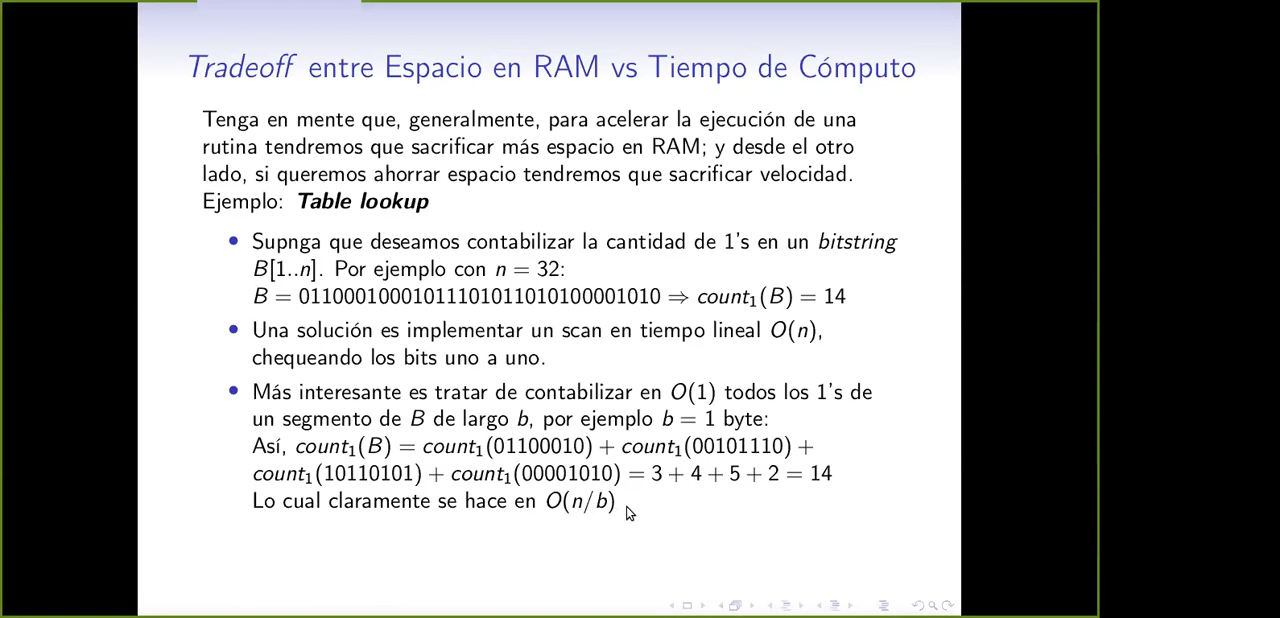 Tradeoff entre Espacio en RAM vs Tiempo de Cómputo
Tenga en mente que, generalmente, para acelerar la ejecución de una
rutina tendremos que sacrificar más espacio en RAM; y desde el otro
lado, si queremos ahorrar espacio tendremos que sacrificar velocidad.
Ejemplo: Table lookup
• Supnga que deseamos contabilizar la cantidad de 1's en un bitstring
B[1..n]. Por ejemplo con n = 32:
B = 01100010001011101011010100001010 ⇒ count₁(B) = 14
• Una solución es implementar un scan en tiempo lineal O(n),
chequeando los bits uno a uno.
• Más interesante es tratar de contabilizar en O(1) todos los 1's de
un segmento de B de largo b, por ejemplo b = 1 byte:
Así, count₁(B) = count₁(01100010) + count₁(00101110) +
count₁(10110101) + count₁(00001010) = 3 + 4 + 5 + 2 = 14
Lo cual claramente se hace en O(n/b)